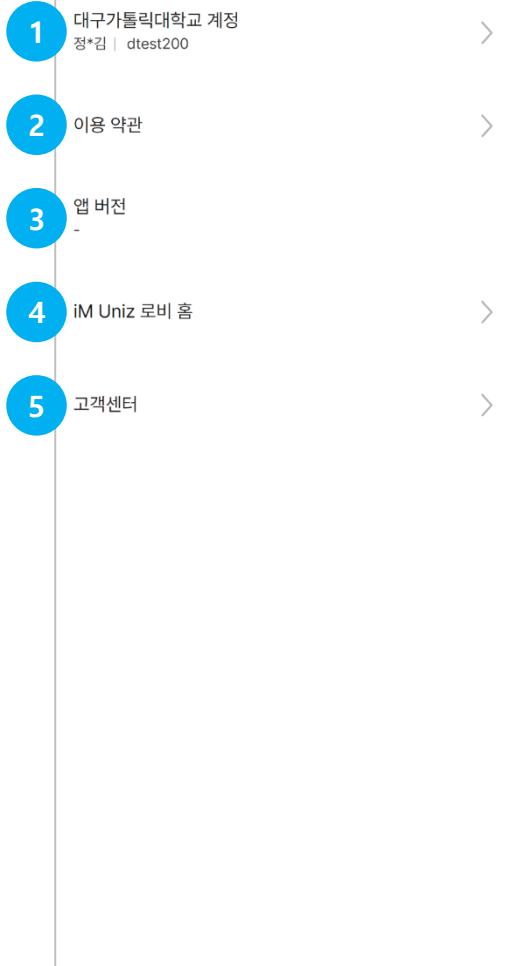 1
대구가톨릭대학교 계정
정*김 | dtest200
2
이용 약관
3
앱 버전
-
4
iM Uniz 로비 홈
5
고객센터